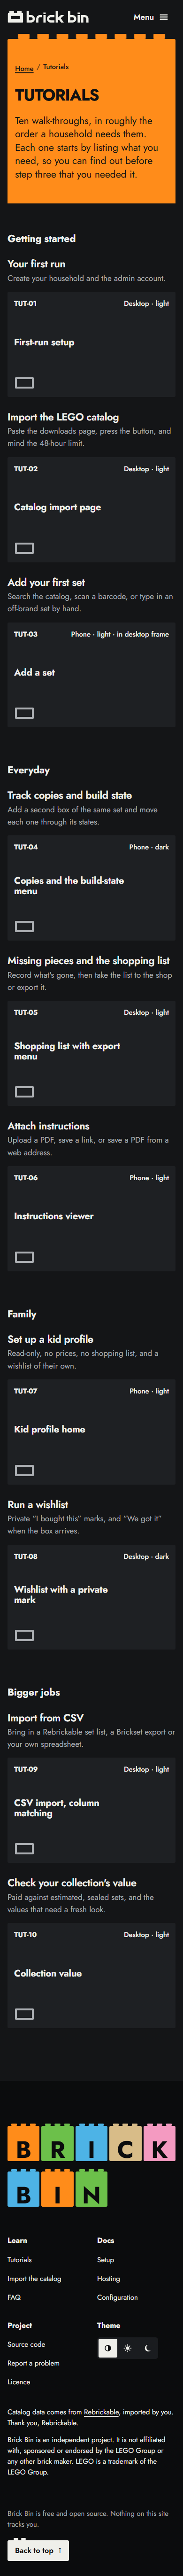 brick bin
Menu
Home / Tutorials
TUTORIALS
Ten walk-throughs, in roughly the
order a household needs them.
Each one starts by listing what you
need, so you can find out before
step three that you needed it.
Getting started
Your first run
Create your household and the admin account.
TUT-01 Desktop · light
First-run setup
Import the LEGO catalog
Paste the downloads page, press the button, and
mind the 48-hour limit.
TUT-02 Desktop · light
Catalog import page
Add your first set
Search the catalog, scan a barcode, or type in an
off-brand set by hand.
TUT-03 Phone · light · in desktop frame
Add a set
Everyday
Track copies and build state
Add a second box of the same set and move
each one through its states.
TUT-04 Phone · dark
Copies and the build-state
menu
Missing pieces and the shopping list
Record what's gone, then take the list to the shop
or export it.
TUT-05 Desktop · light
Shopping list with export
menu
Attach instructions
Upload a PDF, save a link, or save a PDF from a
web address.
TUT-06 Phone · light
Instructions viewer
Family
Set up a kid profile
Read-only, no prices, no shopping list, and a
wishlist of their own.
TUT-07 Phone · light
Kid profile home
Run a wishlist
Private “I bought this” marks, and “We got it”
when the box arrives.
TUT-08 Desktop · dark
Wishlist with a private
mark
Bigger jobs
Import from CSV
Bring in a Rebrickable set list, a Brickset export or
your own spreadsheet.
TUT-09 Desktop · light
CSV import, column
matching
Check your collection's value
Paid against estimated, sealed sets, and the
values that need a fresh look.
TUT-10 Desktop · light
Collection value
BRICK
BIN
Learn
Tutorials
Import the catalog
FAQ
Docs
Setup
Hosting
Configuration
Project
Source code
Report a problem
Licence
Theme
Catalog data comes from Rebrickable, imported by you.
Thank you, Rebrickable.
Brick Bin is an independent project. It is not affiliated
with, sponsored or endorsed by the LEGO Group or
any other brick maker. LEGO is a trademark of the
LEGO Group.
Brick Bin is free and open source. Nothing on this site
tracks you.
Back to top ↑